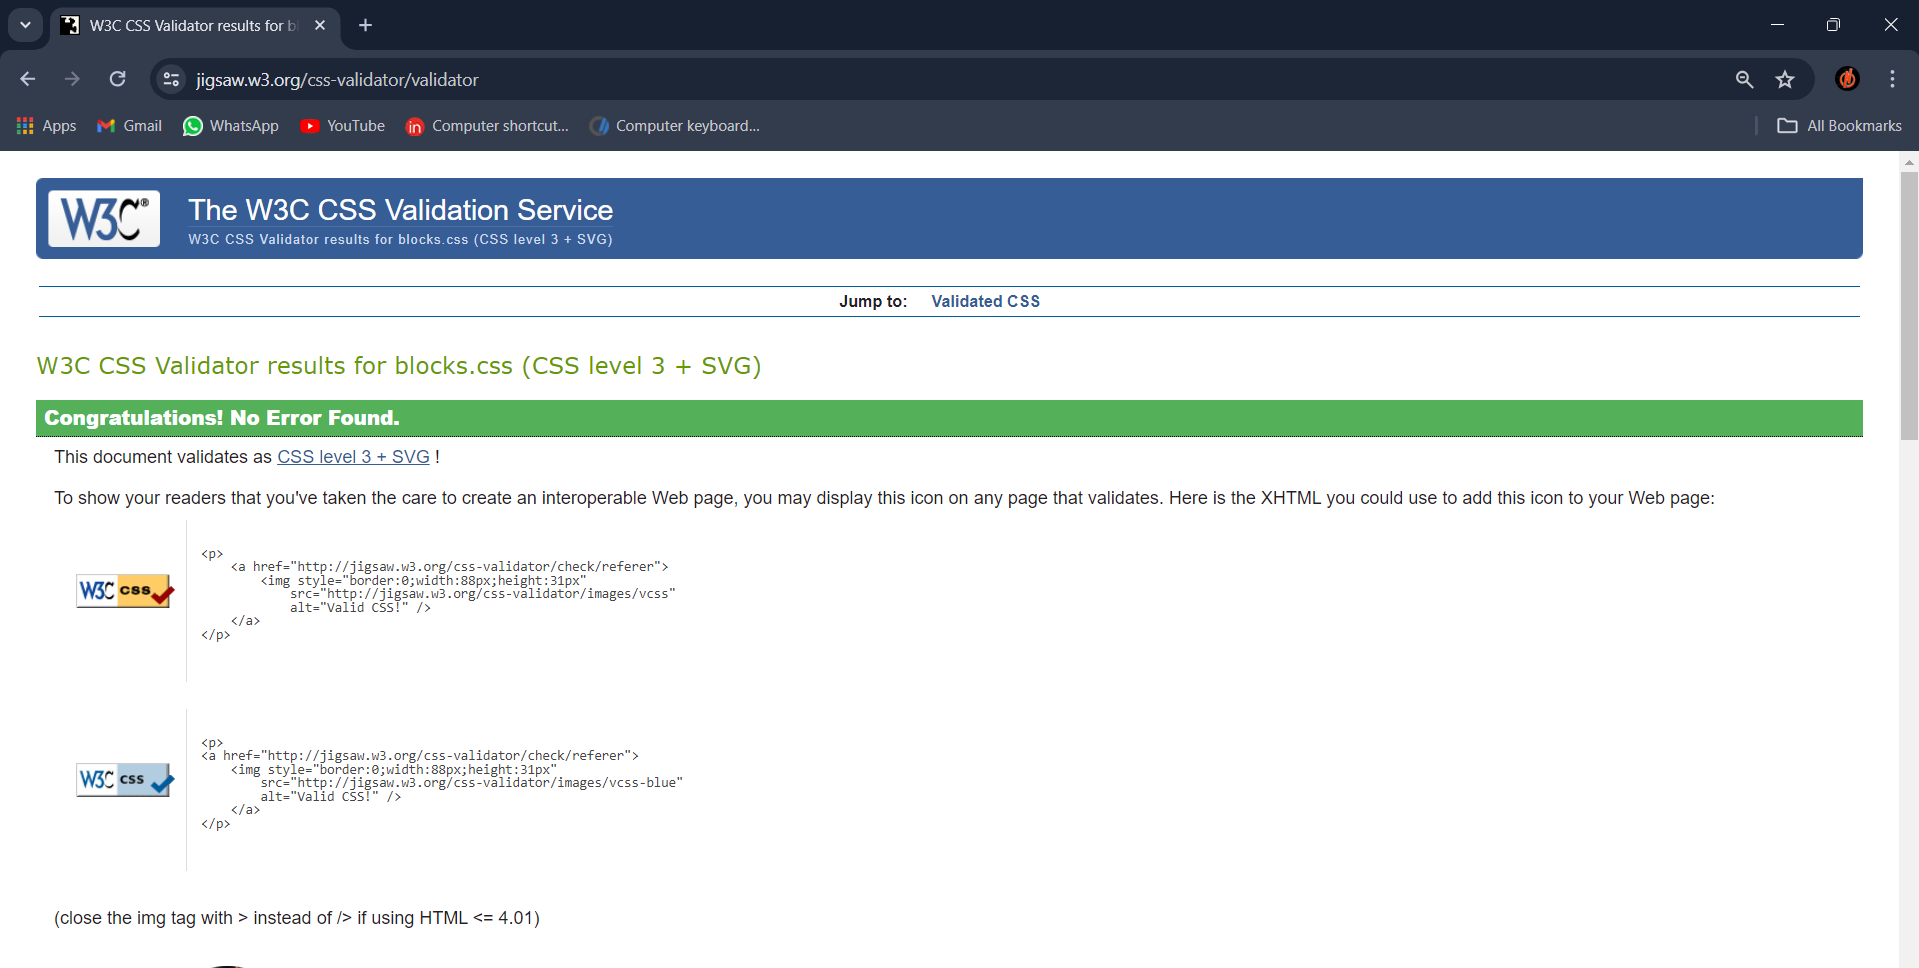 W3C CSS Validator results for bl
jigsaw.w3.org/css-validator/validator
Apps Gmail WhatsApp YouTube Computer shortcut... Computer keyboard... All Bookmarks
W3C® The W3C CSS Validation Service
W3C CSS Validator results for blocks.css (CSS level 3 + SVG)
Jump to: Validated CSS
W3C CSS Validator results for blocks.css (CSS level 3 + SVG)
Congratulations! No Error Found.
This document validates as CSS level 3 + SVG !
To show your readers that you've taken the care to create an interoperable Web page, you may display this icon on any page that validates. Here is the XHTML you could use to add this icon to your Web page:
W3C css
<p>
<a href="http://jigsaw.w3.org/css-validator/check/referer">
<img style="border:0;width:88px;height:31px"
src="http://jigsaw.w3.org/css-validator/images/vcss"
alt="Valid CSS!" />
</a>
</p>
W3C css
<p>
<a href="http://jigsaw.w3.org/css-validator/check/referer">
<img style="border:0;width:88px;height:31px"
src="http://jigsaw.w3.org/css-validator/images/vcss-blue"
alt="Valid CSS!" />
</a>
</p>
(close the img tag with > instead of /> if using HTML <= 4.01)